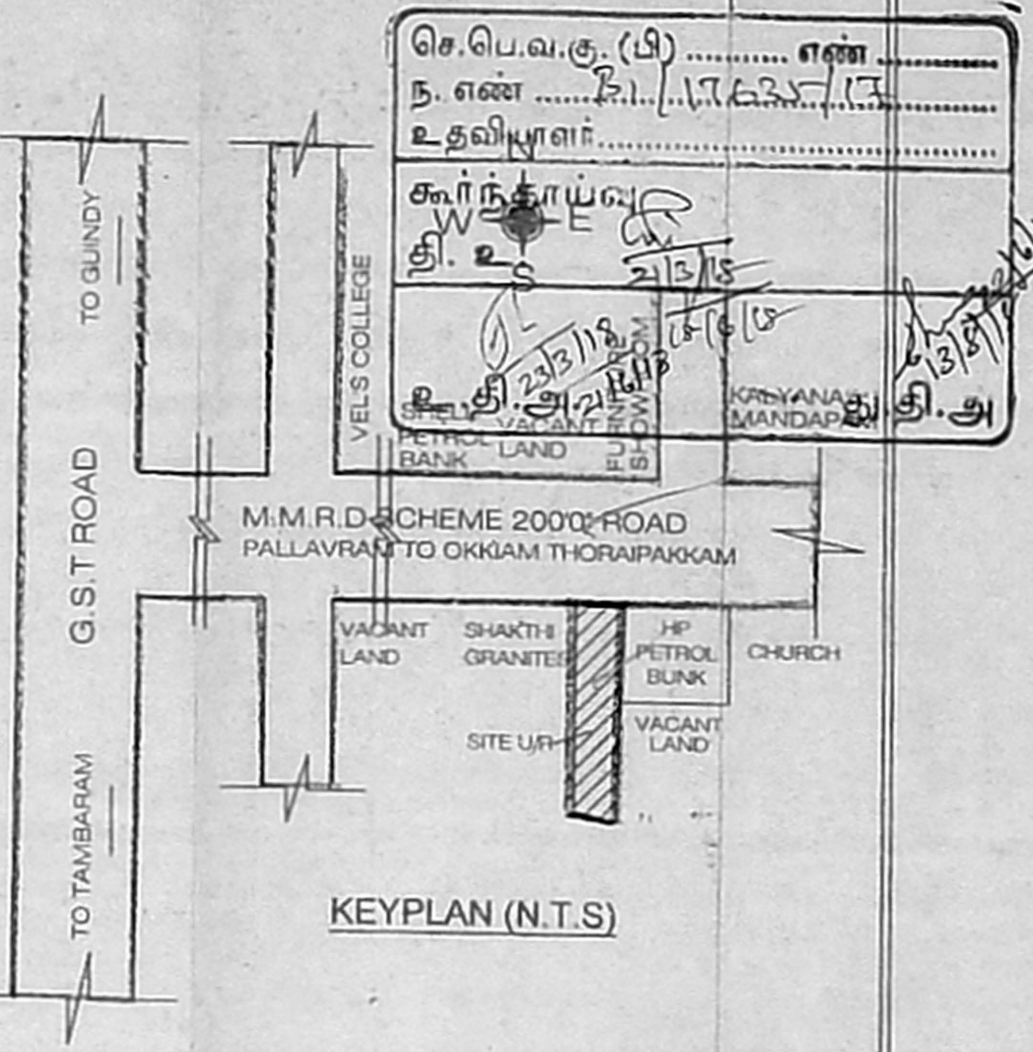 செ.பெ.வ.கு. (பி) .......... எண் ..............
ந. எண் ...... B1/17635/17
உதவியாளர்..............................
N
கூர்ந்தாய்வு
W E
தி. உ
S
21/3/18
23/3/18
தி.அ.
து.தி.அ
TO GUINDY
G.S.T ROAD
TO TAMBARAM
VEL'S COLLEGE
SHELL
PETROL
BANK
VACANT
LAND
FURNITURE
SHOWROOM
KALYANA
MANDAPAM
M.M.R.D SCHEME 200'0" ROAD
PALLAVRAM TO OKKIAM THORAIPAKKAM
VACANT
LAND
SHAKTHI
GRANITES
HP
PETROL
BUNK
CHURCH
SITE U/R
VACANT
LAND
KEYPLAN (N.T.S)